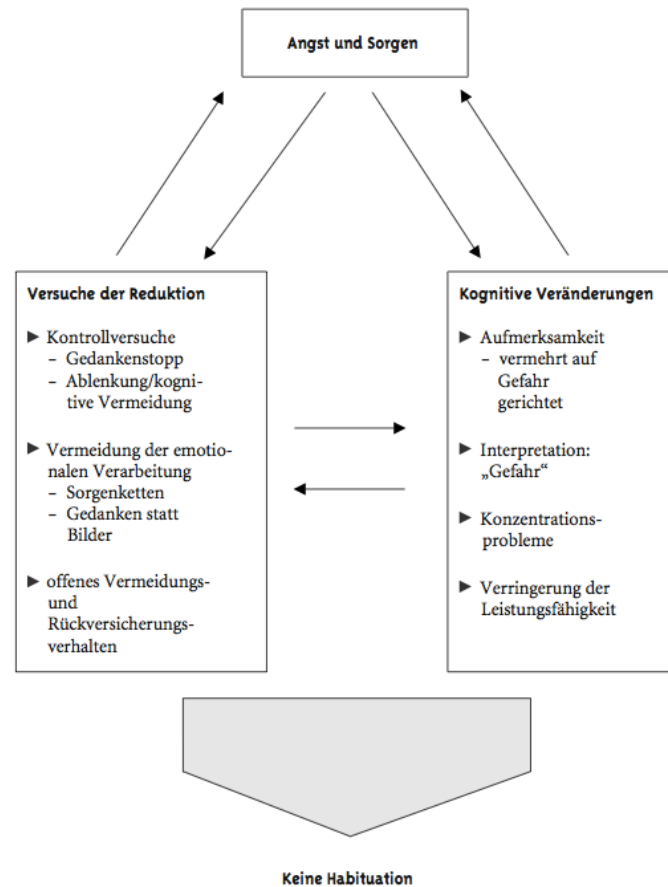 Angst und Sorgen
Versuche der Reduktion
► Kontrollversuche
– Gedankenstopp
– Ablenkung/kogni-
tive Vermeidung
► Vermeidung der emotio-
nalen Verarbeitung
– Sorgenketten
– Gedanken statt
Bilder
► offenes Vermeidungs-
und
Rückversicherungs-
verhalten
Kognitive Veränderungen
► Aufmerksamkeit
– vermehrt auf
Gefahr
gerichtet
► Interpretation:
„Gefahr“
► Konzentrations-
probleme
► Verringerung der
Leistungsfähigkeit
Keine Habituation